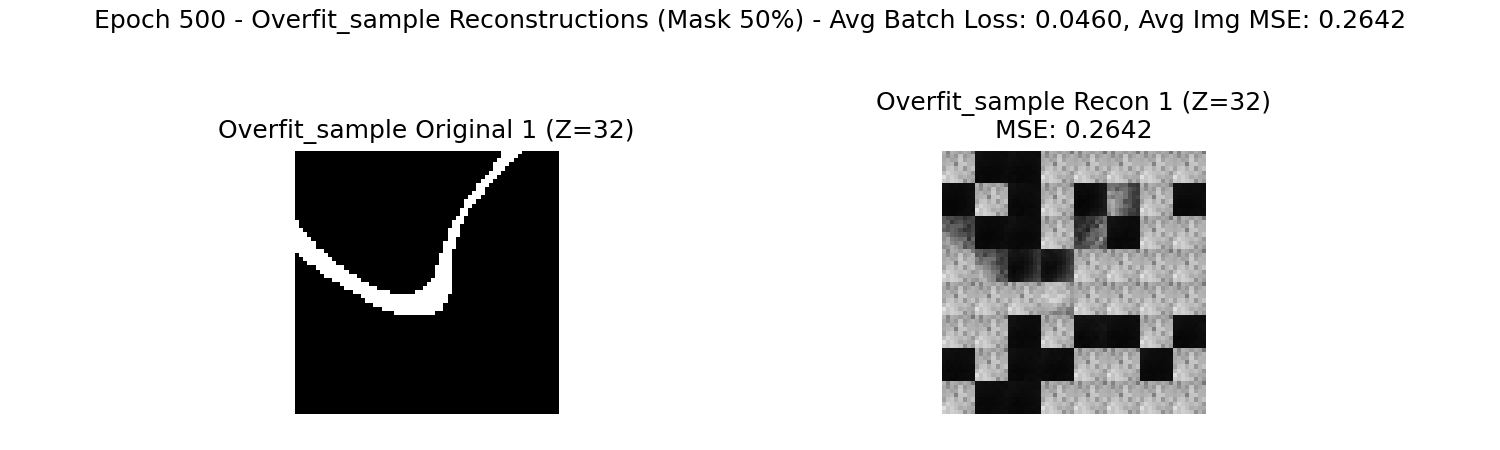 Epoch 500 - Overfit_sample Reconstructions (Mask 50%) - Avg Batch Loss: 0.0460, Avg Img MSE: 0.2642
Overfit_sample Original 1 (Z=32)
Overfit_sample Recon 1 (Z=32)
MSE: 0.2642